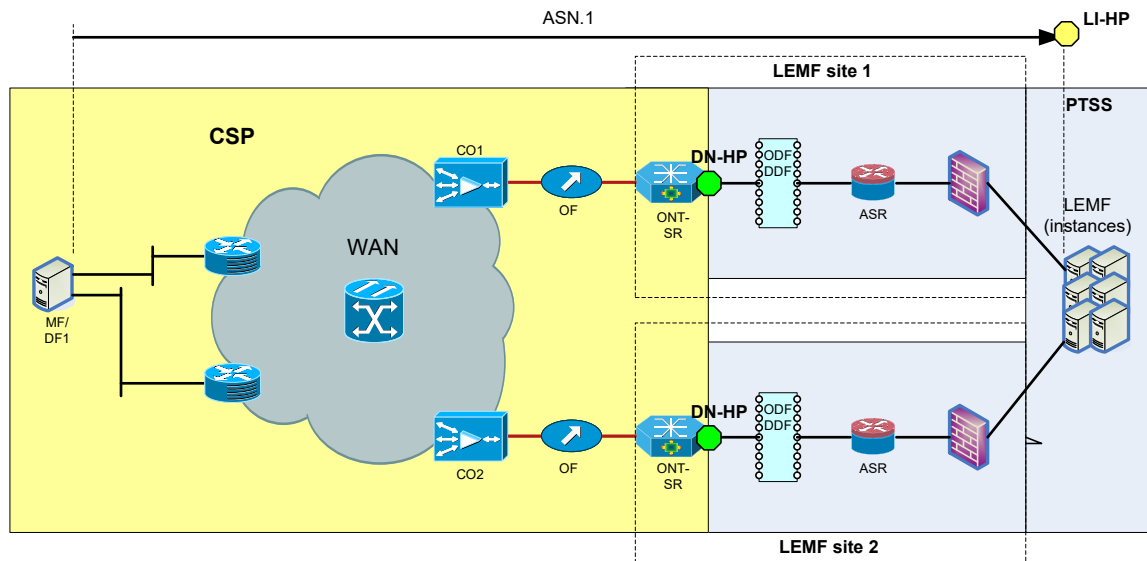 ASN.1
LI-HP
LEMF site 1
PTSS
CSP
CO1
DN-HP
ODF
DDF
OF
ONT-
SR
ASR
LEMF
(instances)
WAN
MF/
DF1
DN-HP
ODF
DDF
CO2
OF
ONT-
SR
ASR
LEMF site 2